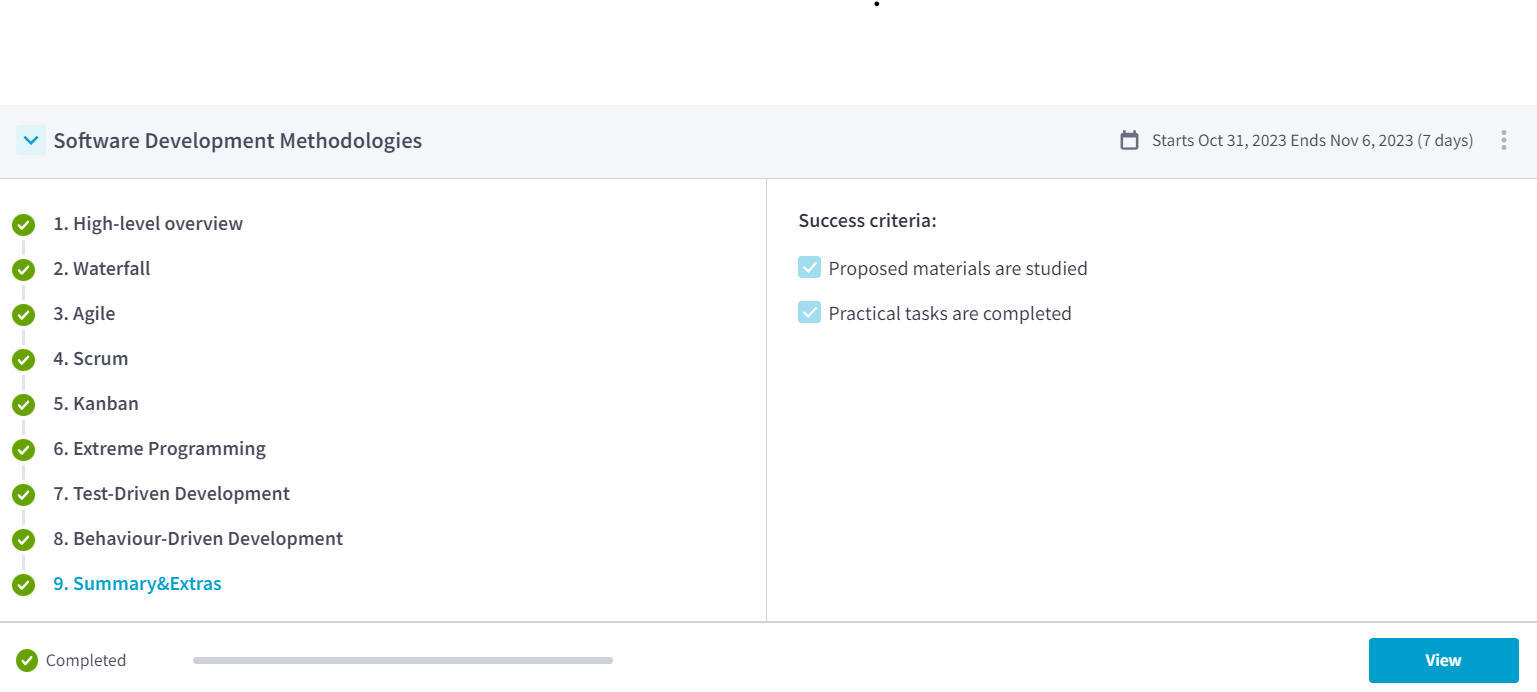 Software Development Methodologies
Starts Oct 31, 2023 Ends Nov 6, 2023 (7 days)
1. High-level overview
2. Waterfall
3. Agile
4. Scrum
5. Kanban
6. Extreme Programming
7. Test-Driven Development
8. Behaviour-Driven Development
9. Summary&Extras
Success criteria:
Proposed materials are studied
Practical tasks are completed
Completed
View